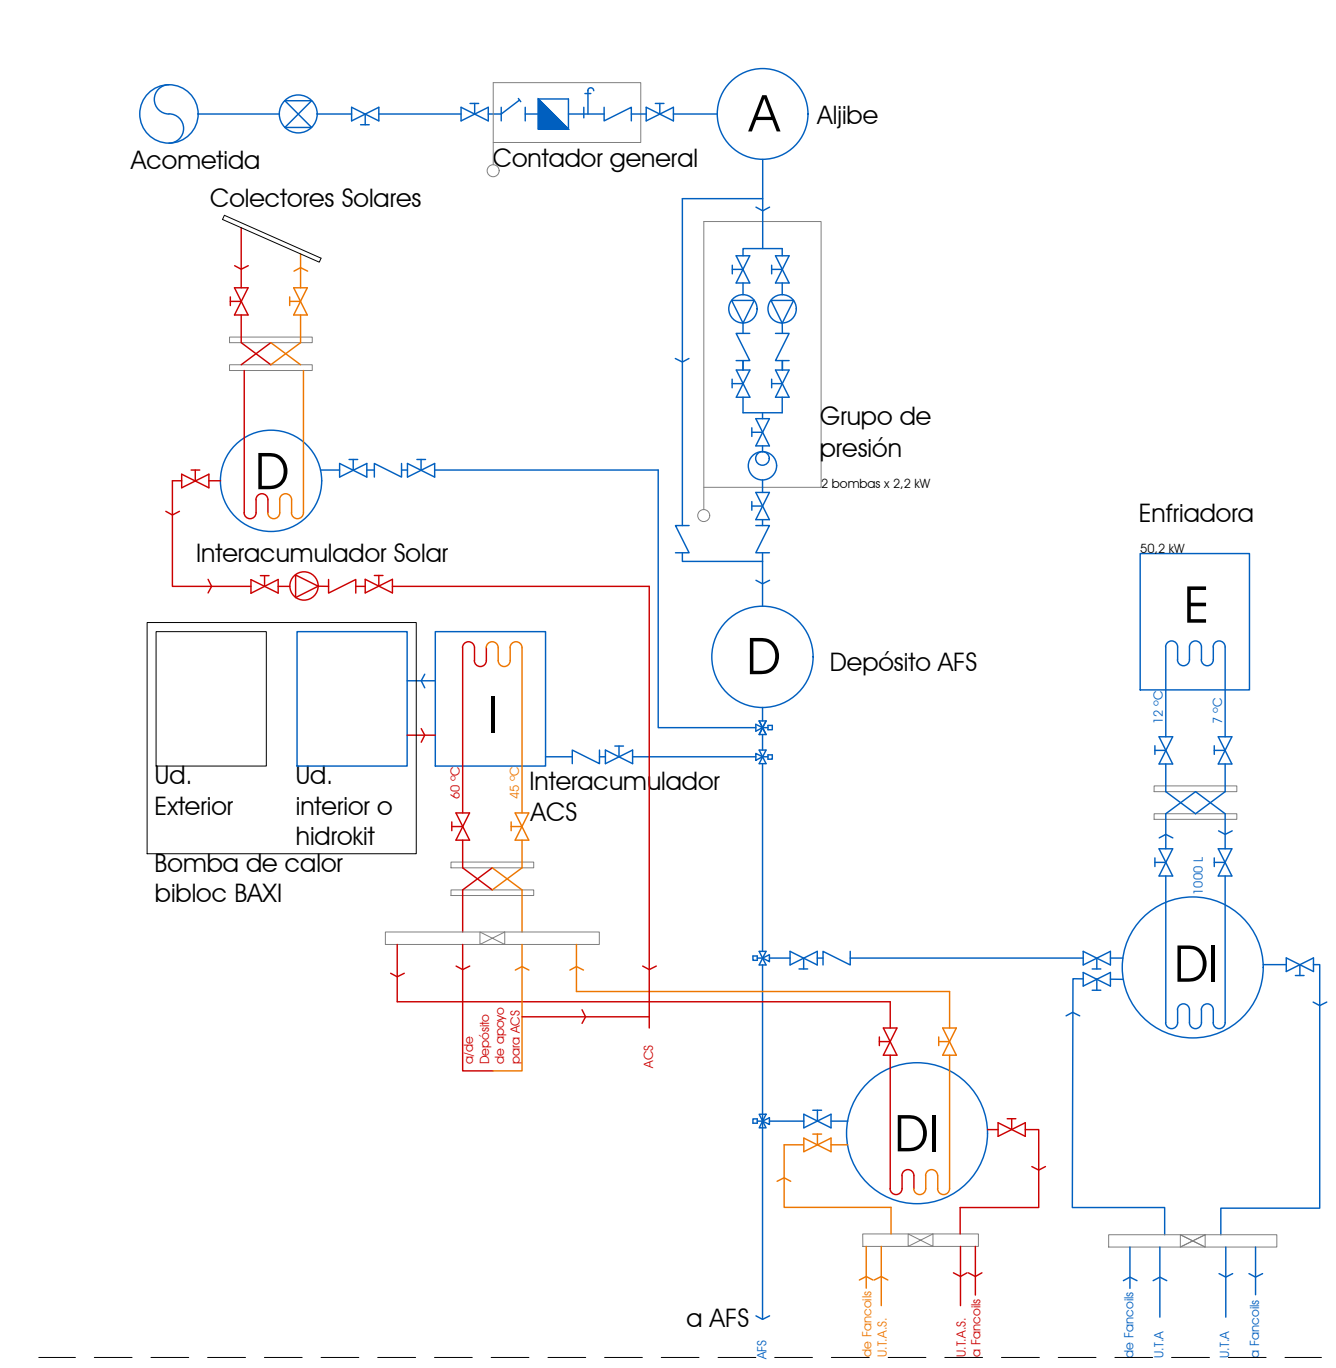 A
Aljibe
Acometida
Contador general
Colectores Solares
Grupo de
presión
2 bombas x 2,2 kW
D
Interacumulador Solar
Enfriadora
50,2 kW
E
D
Depósito AFS
I
12 ºC
7 ºC
Ud.
Exterior
Ud.
interior o
hidrokit
60 ºC
45 ºC
Interacumulador
ACS
Bomba de calor
bibloc BAXI
1000 L
DI
a/de
Depósito
de apoyo
para ACS
ACS
DI
a AFS
AFS
de Fancoils
U.T.A.S.
U.T.A.S.
a Fancoils
de Fancoils
U.T.A
U.T.A
a Fancoils